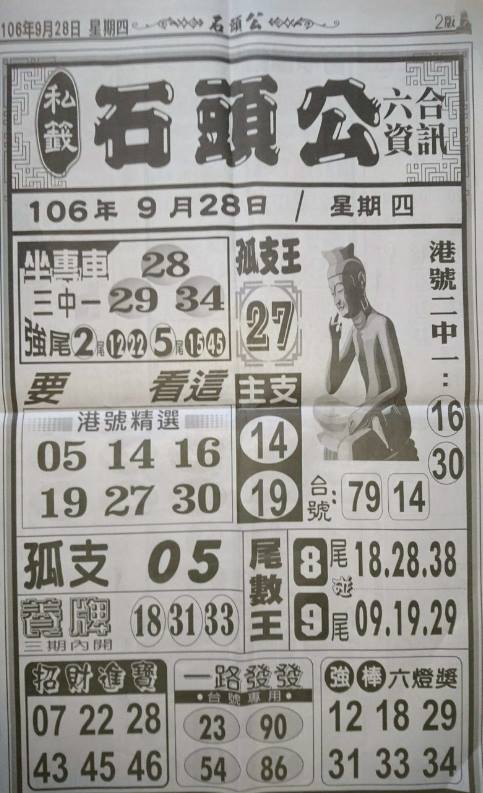 106年9月28日 星期四
石頭公
2版
私籤
石頭公
六合
資訊
106年 9月28日 / 星期四
坐專車
28
三中一 29 34
強尾2尾 12 22 5尾 15 45
孤支王
27
港號二中一:
16
30
要 看這
港號精選
05 14 16
19 27 30
主支
14
19
台號: 79 14
孤支 05
養牌
三期內開
18 31 33
尾數王
8尾碰 18.28.38
9尾 09.19.29
招財進寶
07 22 28
43 45 46
一路發發
台號專用
23 90
54 86
強棒六燈獎
12 18 29
31 33 34